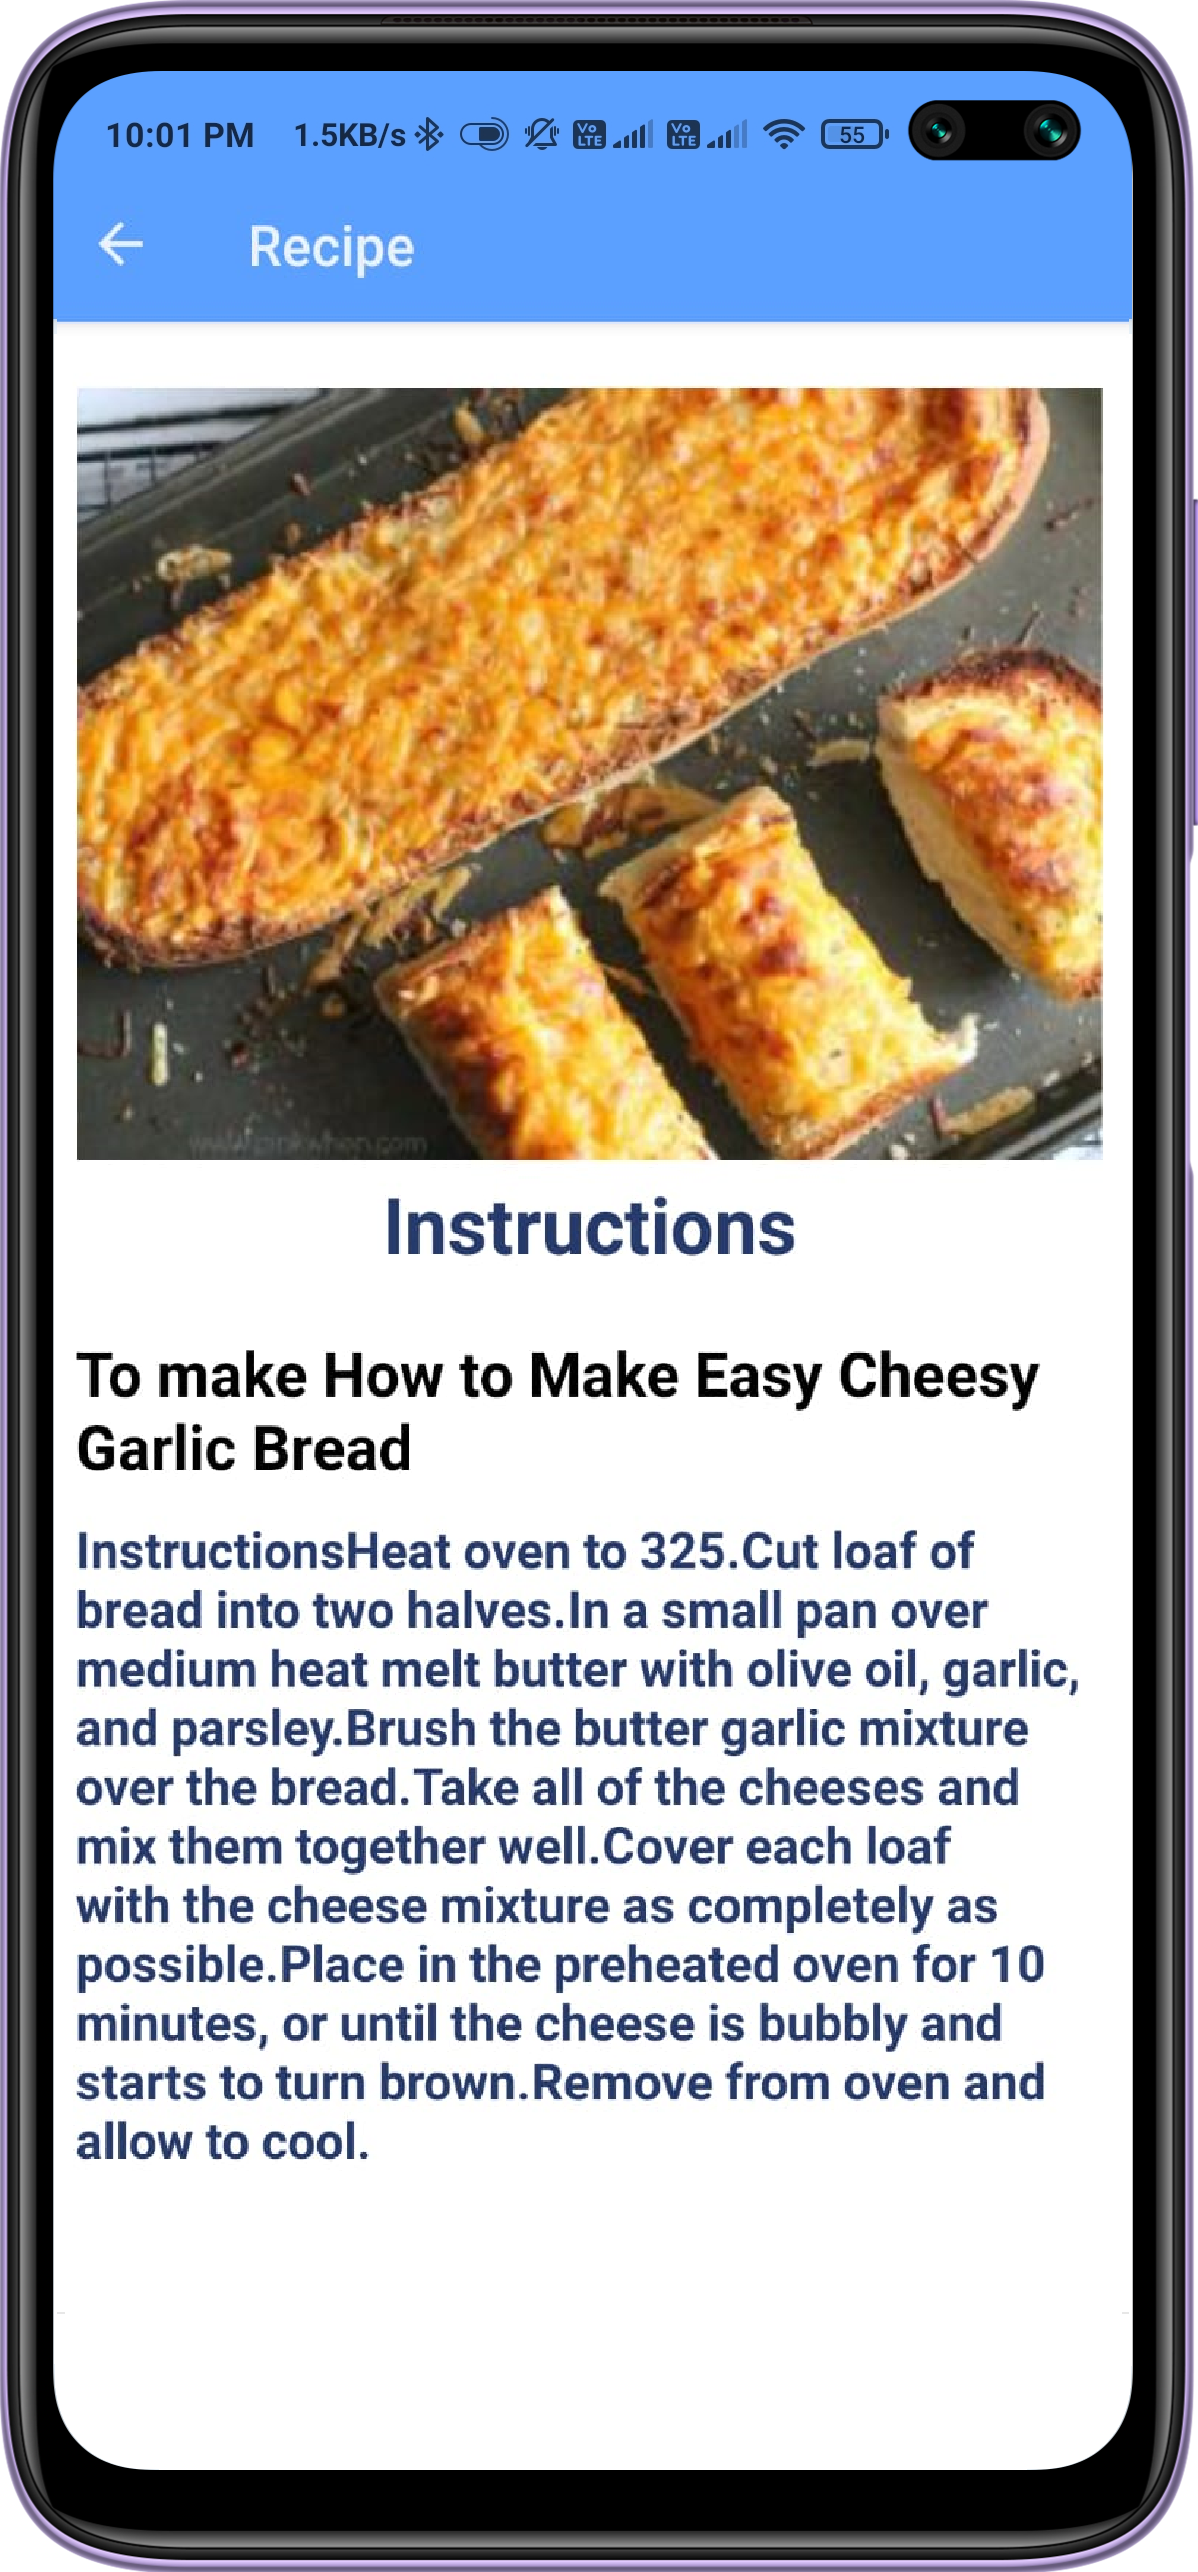 10:01 PM 1.5KB/s Vo LTE Vo LTE 55
Recipe
Instructions
To make How to Make Easy Cheesy
Garlic Bread
InstructionsHeat oven to 325.Cut loaf of
bread into two halves.In a small pan over
medium heat melt butter with olive oil, garlic,
and parsley.Brush the butter garlic mixture
over the bread.Take all of the cheeses and
mix them together well.Cover each loaf
with the cheese mixture as completely as
possible.Place in the preheated oven for 10
minutes, or until the cheese is bubbly and
starts to turn brown.Remove from oven and
allow to cool.